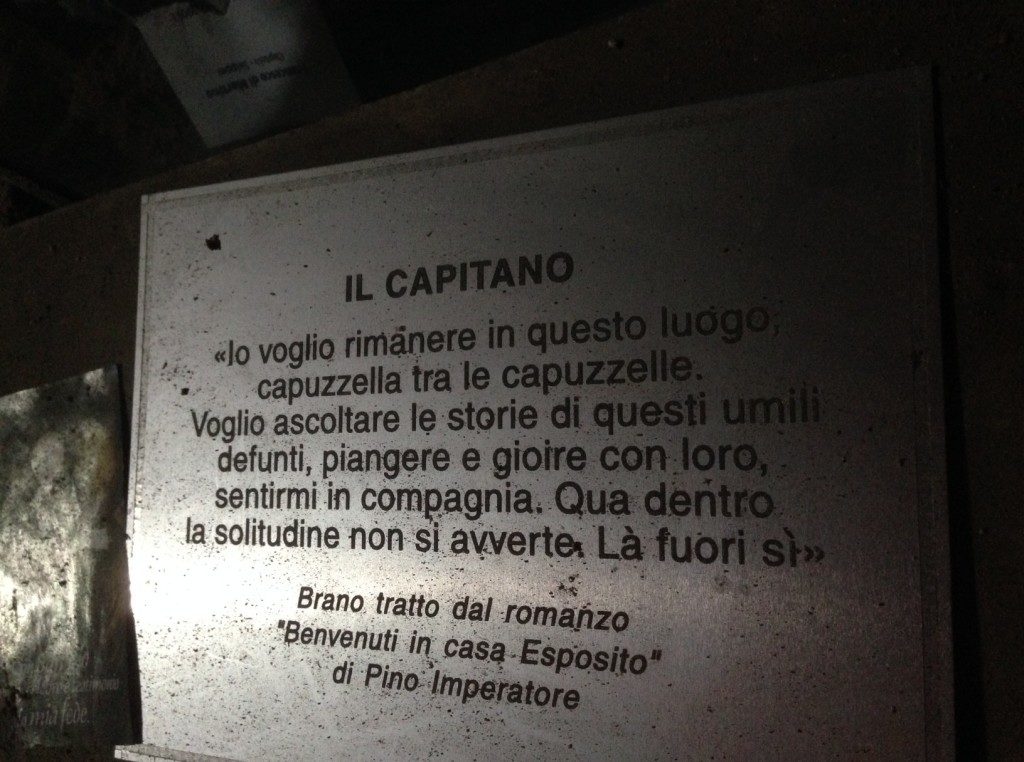 IL CAPITANO
«Io voglio rimanere in questo luogo,
capuzzella tra le capuzzelle.
Voglio ascoltare le storie di questi umili
defunti, piangere e gioire con loro,
sentirmi in compagnia. Qua dentro
la solitudine non si avverte. Là fuori sì»
Brano tratto dal romanzo
"Benvenuti in casa Esposito"
di Pino Imperatore
mia fede.